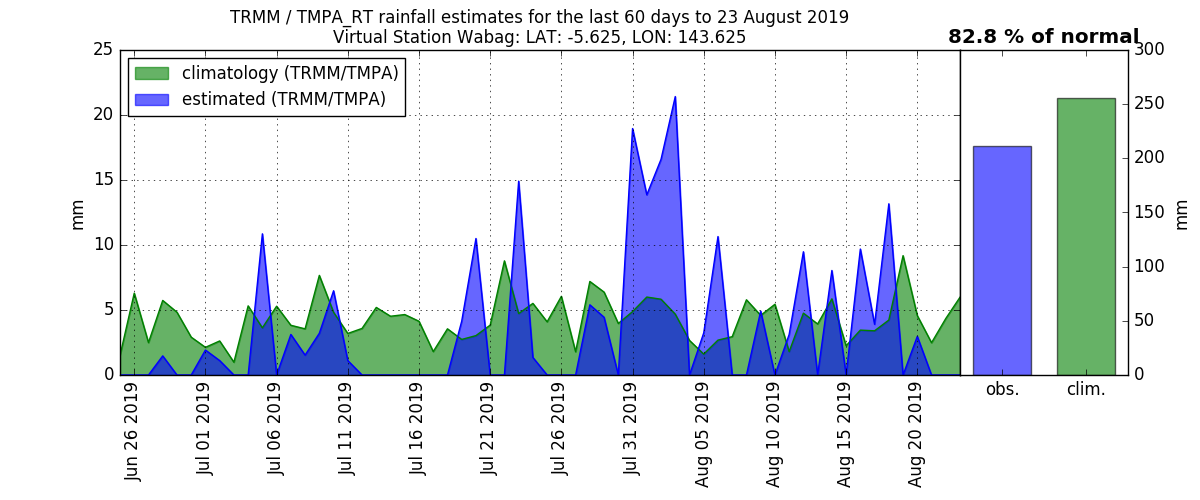 TRMM / TMPA_RT rainfall estimates for the last 60 days to 23 August 2019
Virtual Station Wabag: LAT: -5.625, LON: 143.625
82.8 % of normal
climatology (TRMM/TMPA)
estimated (TRMM/TMPA)
25
20
15
10
5
0
mm
Jun 26 2019
Jul 01 2019
Jul 06 2019
Jul 11 2019
Jul 16 2019
Jul 21 2019
Jul 26 2019
Jul 31 2019
Aug 05 2019
Aug 10 2019
Aug 15 2019
Aug 20 2019
300
250
200
150
100
50
0
mm
obs.
clim.